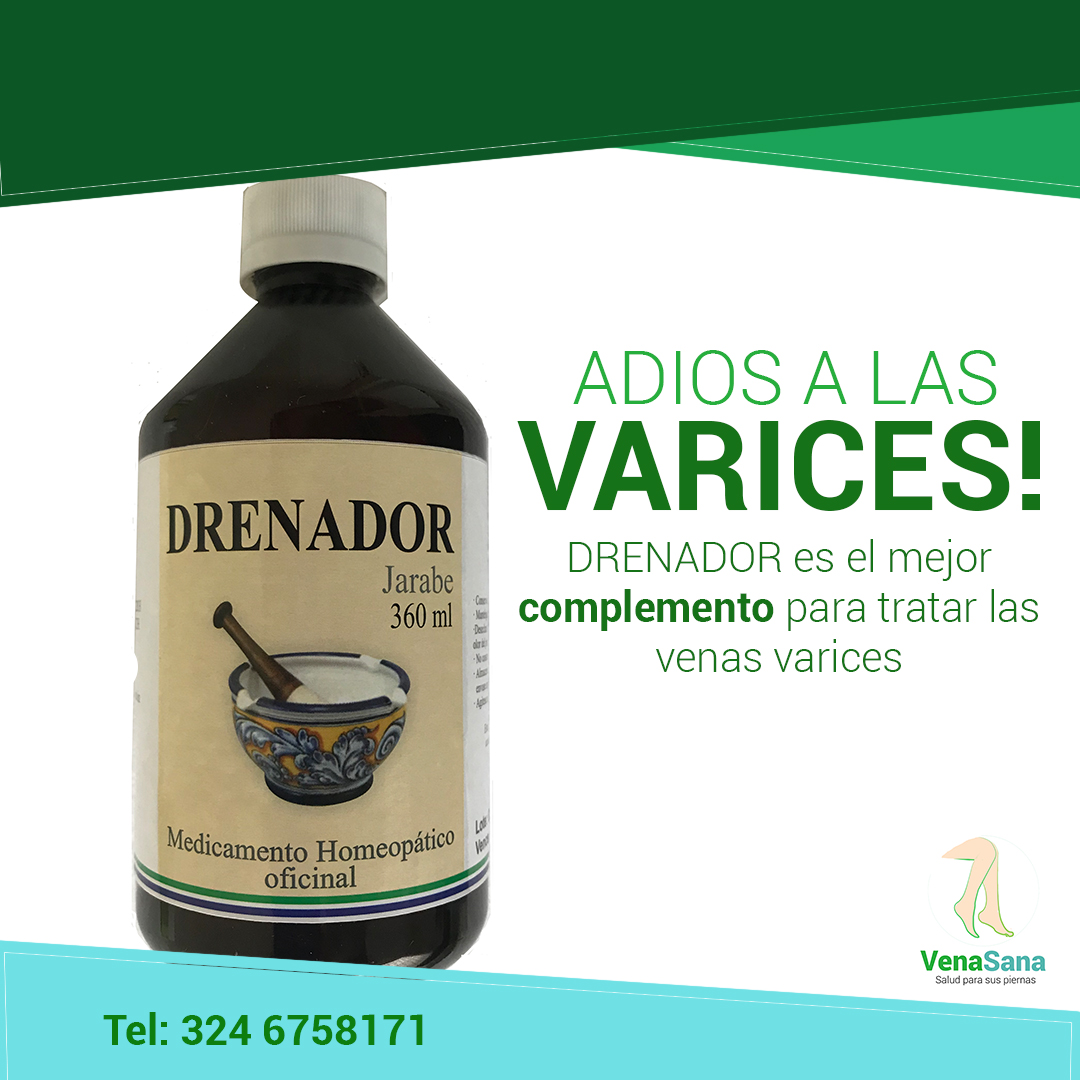 ADIOS A LAS
VARICES!
DRENADOR es el mejor
complemento para tratar las
venas varices
DRENADOR
Jarabe
360 ml
Medicamento Homeopático
oficinal
VenaSana
Salud para sus piernas
Tel: 324 6758171